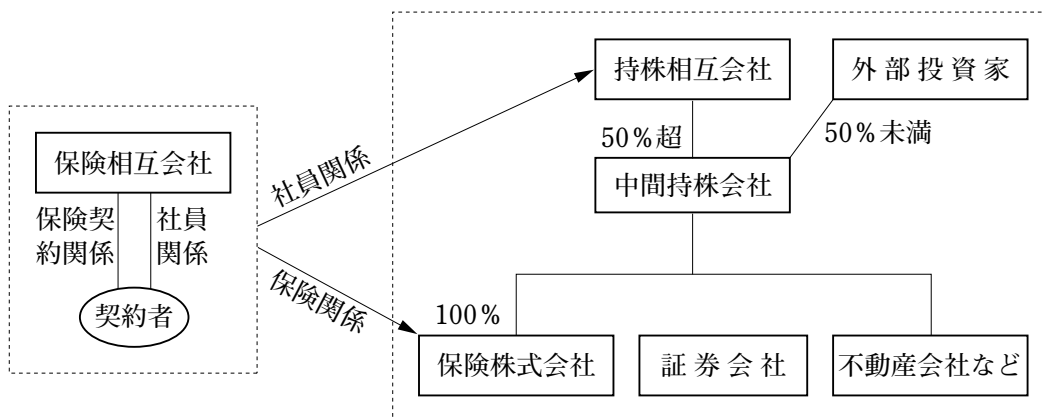 保険相互会社
保険契
約関係
社員
関係
契約者
社員関係
保険関係
持株相互会社
外部投資家
50%超
50%未満
中間持株会社
100%
保険株式会社
証券会社
不動産会社など